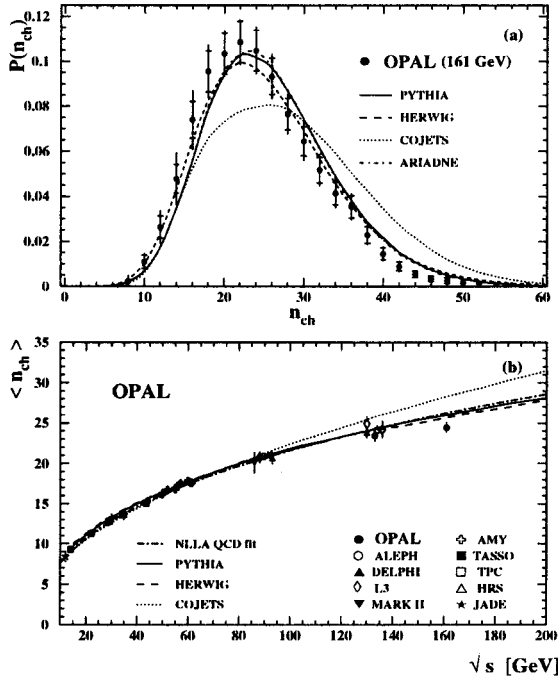 P(n_ch)
0.12
0.1
0.08
0.06
0.04
0.02
0
(a)
OPAL (161 GeV)
PYTHIA
HERWIG
COJETS
ARIADNE
0 10 20 30 40 50 60
n_ch
< n_ch >
35
30
25
20
15
10
5
0
(b)
OPAL
NLLA QCD fit
PYTHIA
HERWIG
COJETS
OPAL
ALEPH
DELPHI
L3
MARK II
AMY
TASSO
TPC
HRS
JADE
20 40 60 80 100 120 140 160 180 200
√s [GeV]